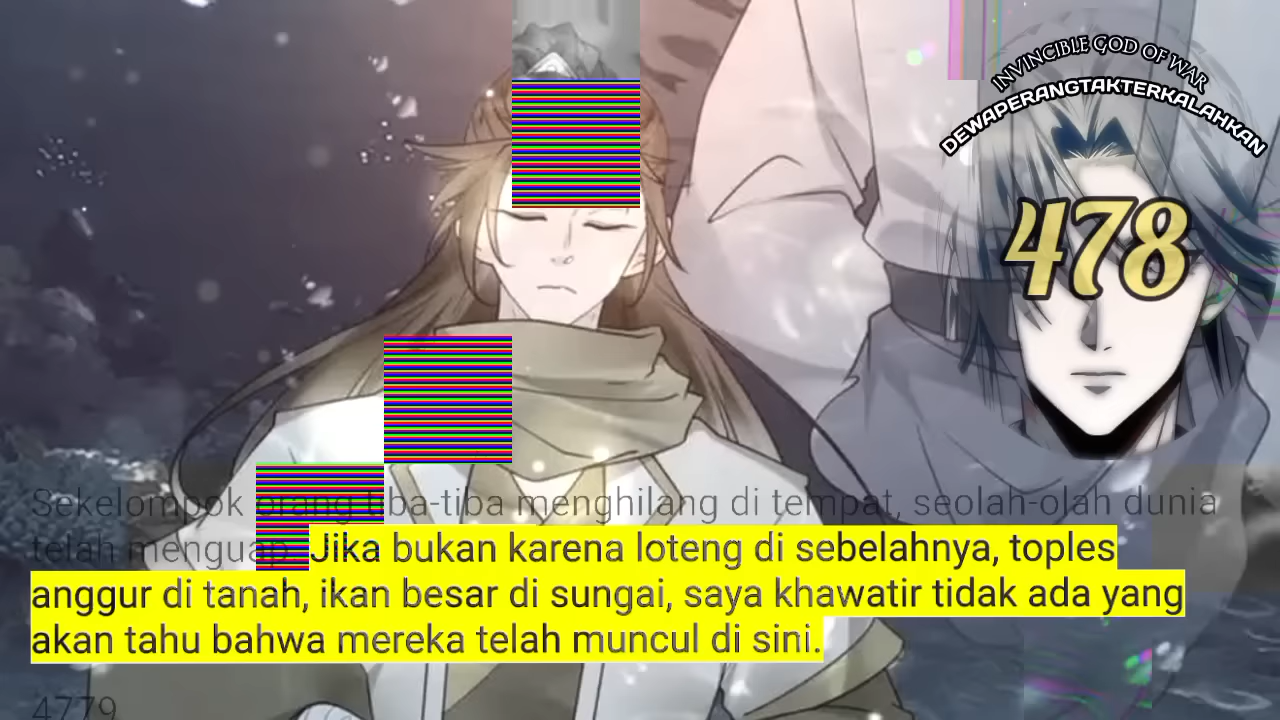 INVINCIBLE GOD OF WAR
DEWAPERANGTAKTERKALAHKAN
478
Sekelompok orang tiba-tiba menghilang di tempat, seolah-olah dunia
telah menguap. Jika bukan karena loteng di sebelahnya, toples
anggur di tanah, ikan besar di sungai, saya khawatir tidak ada yang
akan tahu bahwa mereka telah muncul di sini.
4779